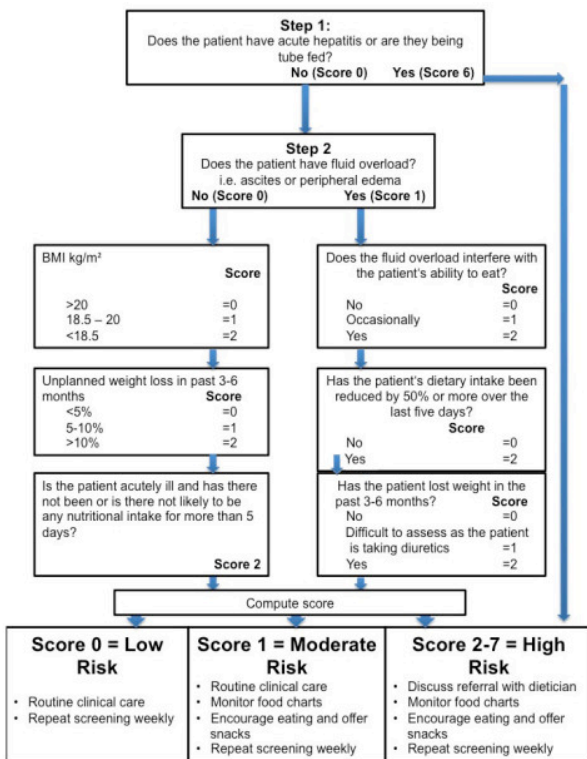 Step 1:
Does the patient have acute hepatitis or are they being
tube fed?
No (Score 0) Yes (Score 6)
Step 2
Does the patient have fluid overload?
i.e. ascites or peripheral edema
No (Score 0) Yes (Score 1)
BMI kg/m²
Score
>20 =0
18.5 – 20 =1
<18.5 =2
Unplanned weight loss in past 3-6
months Score
<5% =0
5-10% =1
>10% =2
Is the patient acutely ill and has there
not been or is there not likely to be
any nutritional intake for more than 5
days?
Score 2
Does the fluid overload interfere with
the patient's ability to eat?
Score
No =0
Occasionally =1
Yes =2
Has the patient's dietary intake been
reduced by 50% or more over the
last five days?
Score
No =0
Yes =2
Has the patient lost weight in the
past 3-6 months? Score
No =0
Difficult to assess as the patient
is taking diuretics =1
Yes =2
Compute score
Score 0 = Low
Risk
• Routine clinical care
• Repeat screening weekly
Score 1 = Moderate
Risk
• Routine clinical care
• Monitor food charts
• Encourage eating and offer
snacks
• Repeat screening weekly
Score 2-7 = High
Risk
• Discuss referral with dietician
• Monitor food charts
• Encourage eating and offer
snacks
• Repeat screening weekly